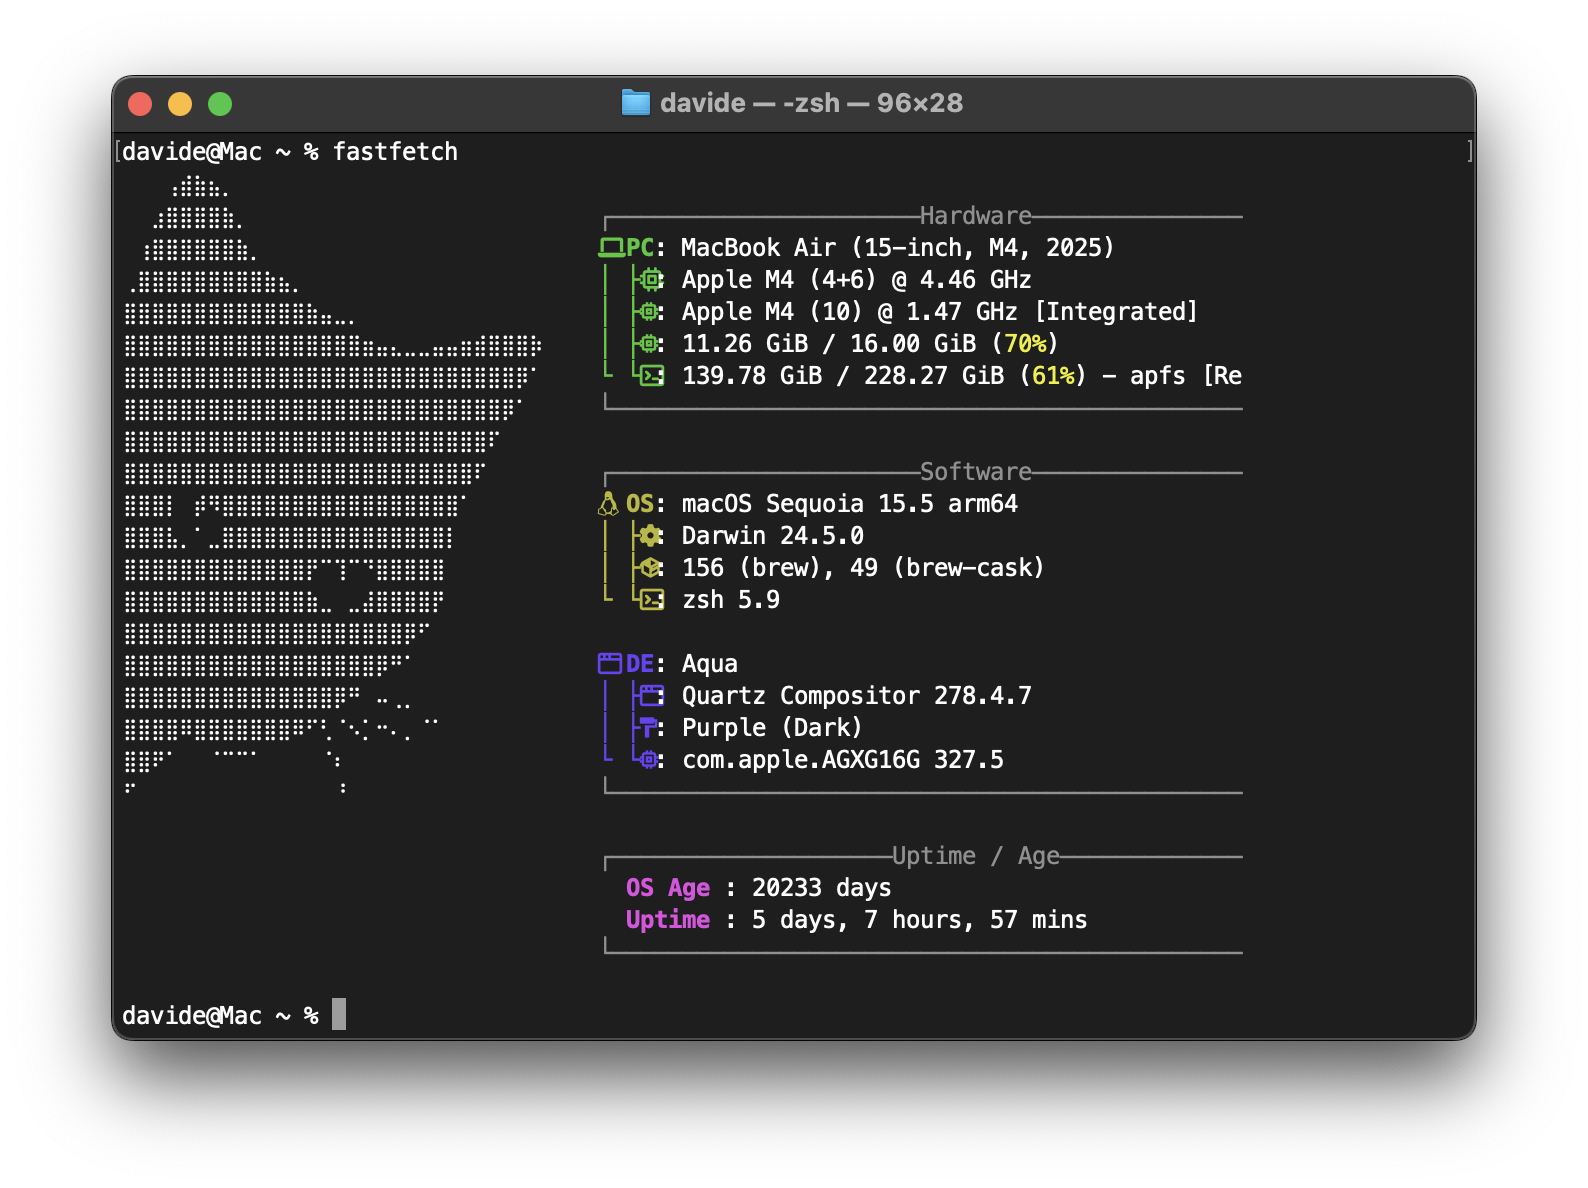 davide — -zsh — 96×28
[davide@Mac ~ % fastfetch ]
Hardware
PC: MacBook Air (15-inch, M4, 2025)
: Apple M4 (4+6) @ 4.46 GHz
: Apple M4 (10) @ 1.47 GHz [Integrated]
: 11.26 GiB / 16.00 GiB (70%)
: 139.78 GiB / 228.27 GiB (61%) - apfs [Re
Software
OS: macOS Sequoia 15.5 arm64
: Darwin 24.5.0
: 156 (brew), 49 (brew-cask)
: zsh 5.9
DE: Aqua
: Quartz Compositor 278.4.7
: Purple (Dark)
: com.apple.AGXG16G 327.5
Uptime / Age
OS Age : 20233 days
Uptime : 5 days, 7 hours, 57 mins
davide@Mac ~ %